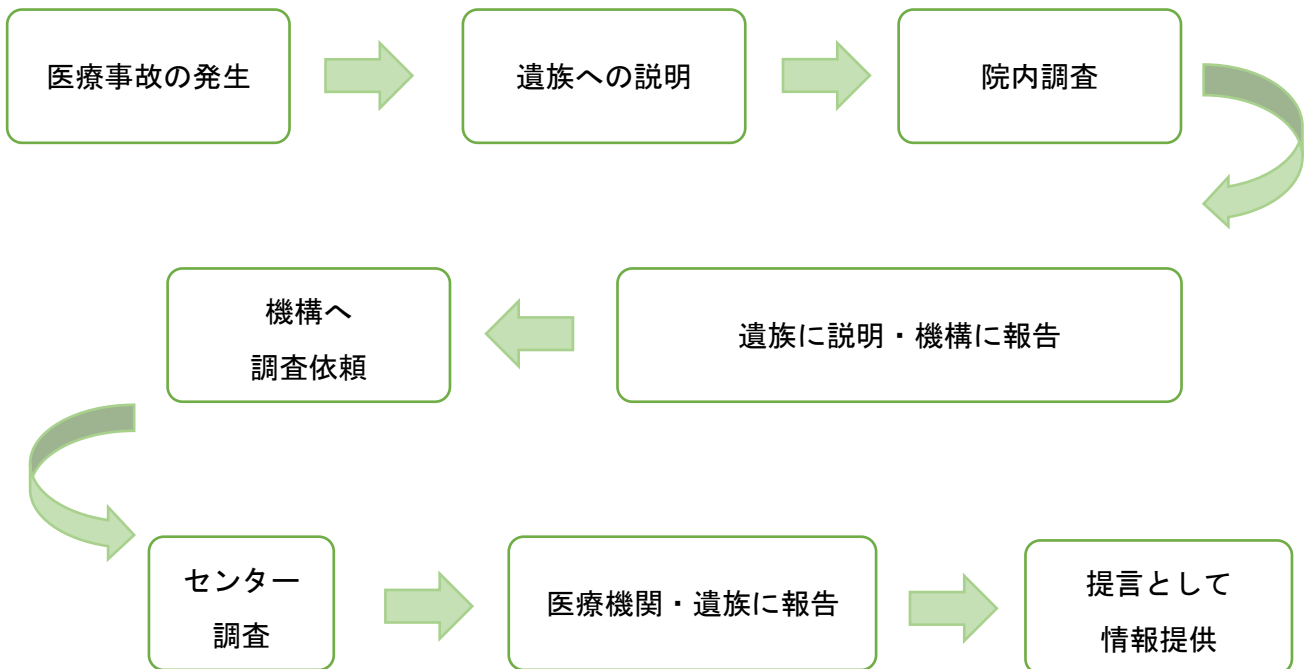 医療事故の発生
遺族への説明
院内調査
遺族に説明・機構に報告
機構へ
調査依頼
センター
調査
医療機関・遺族に報告
提言として
情報提供